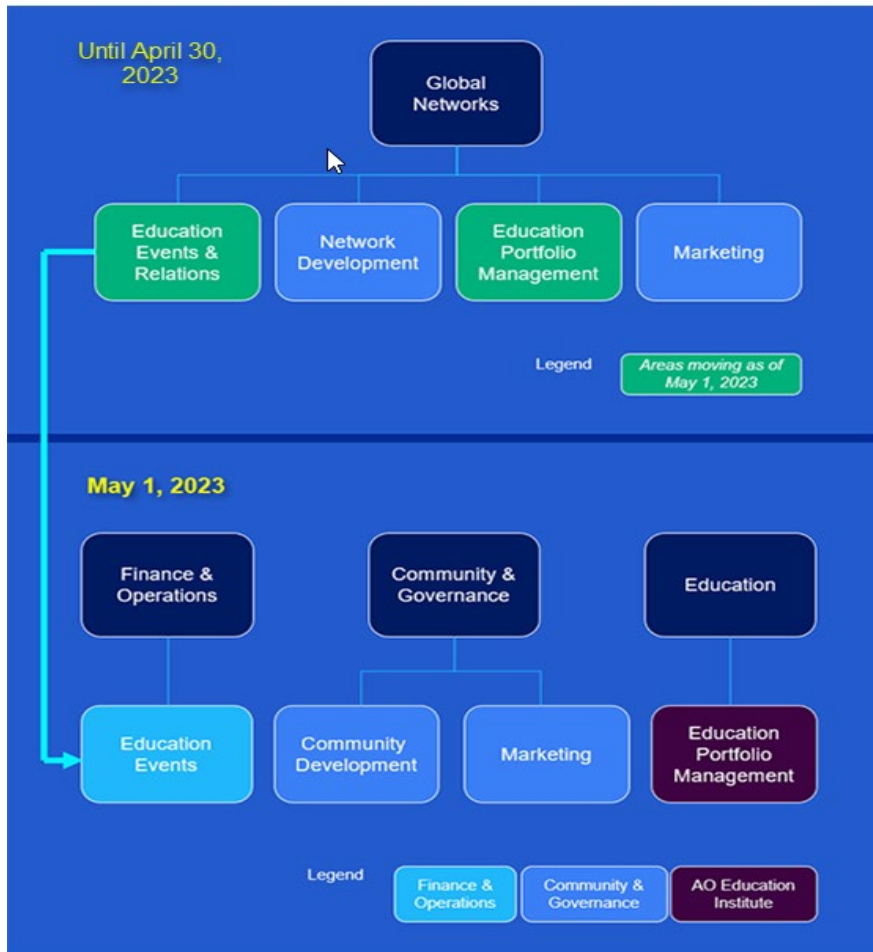 Until April 30,
2023
Global
Networks
Education
Events &
Relations
Network
Development
Education
Portfolio
Management
Marketing
Legend
Areas moving as of
May 1, 2023
May 1, 2023
Finance &
Operations
Community &
Governance
Education
Education
Events
Community
Development
Marketing
Education
Portfolio
Management
Legend
Finance &
Operations
Community &
Governance
AO Education
Institute